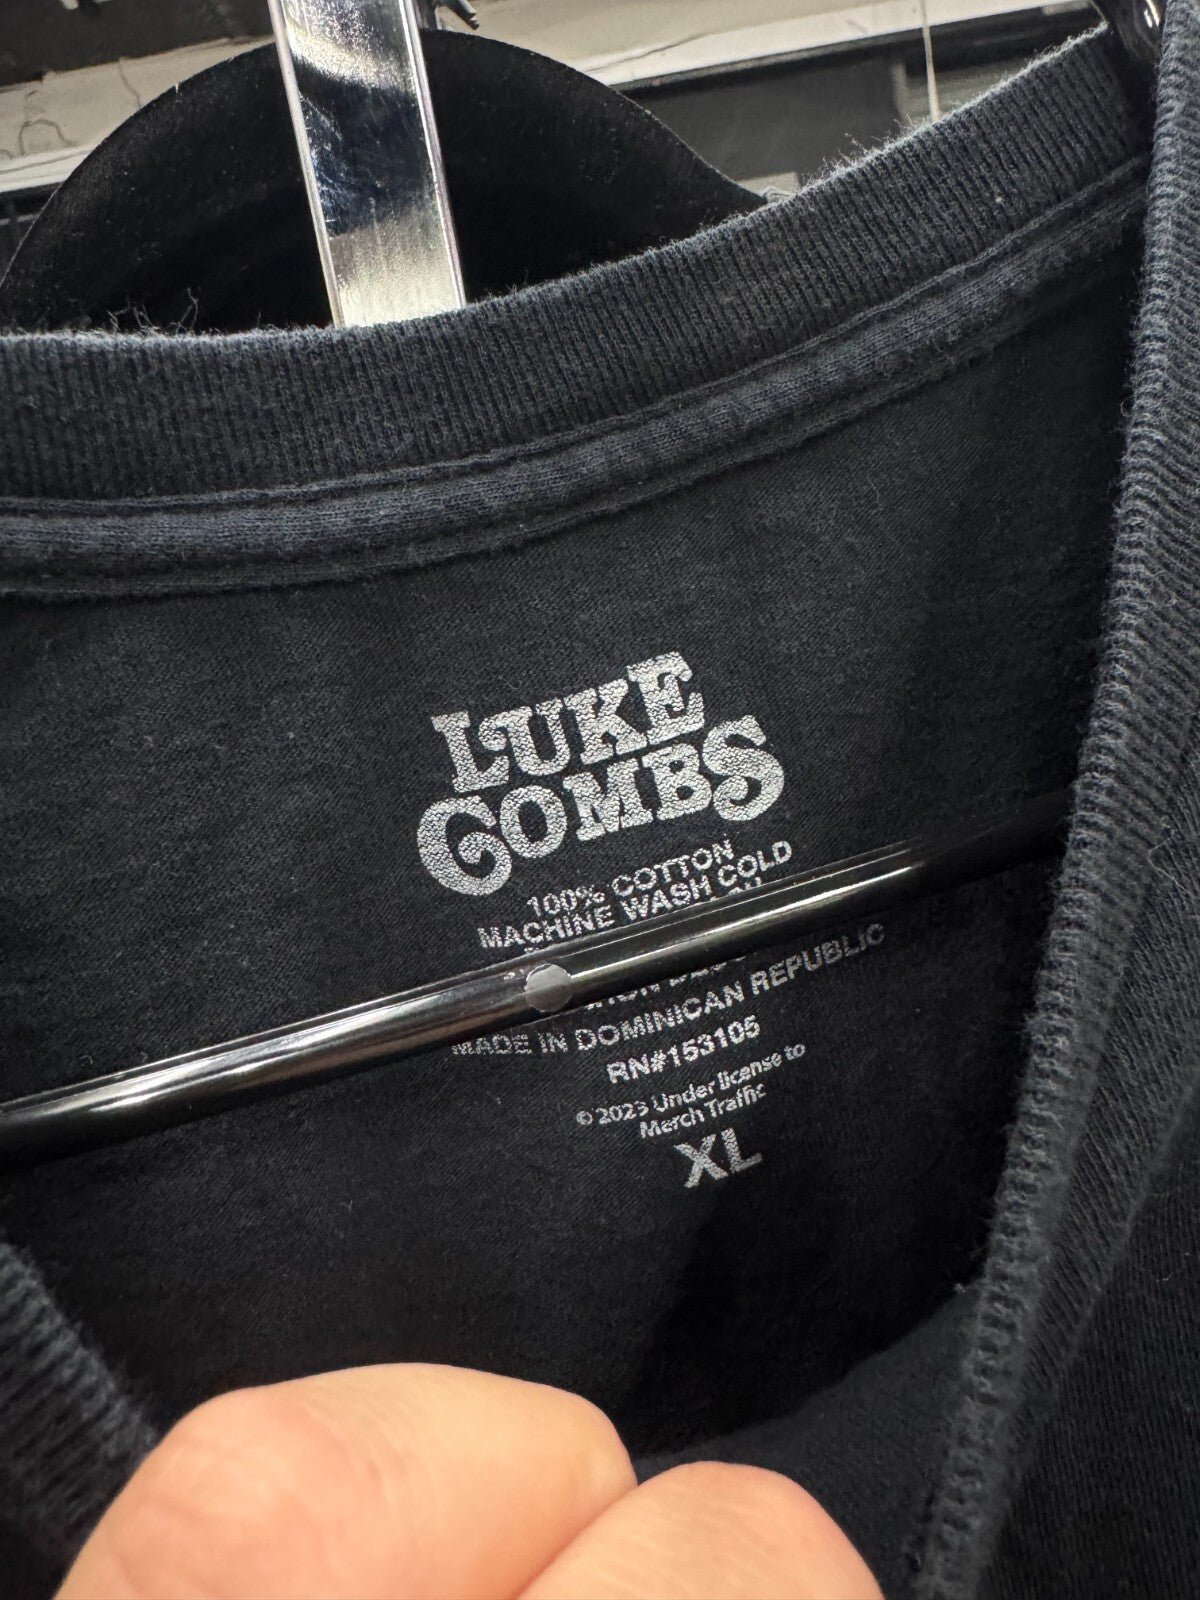 LUKE
COMBS
100% COTTON
MACHINE WASH COLD
MADE IN DOMINICAN REPUBLIC
RN#153105
© 2023 Under license to
Merch Traffic
XL